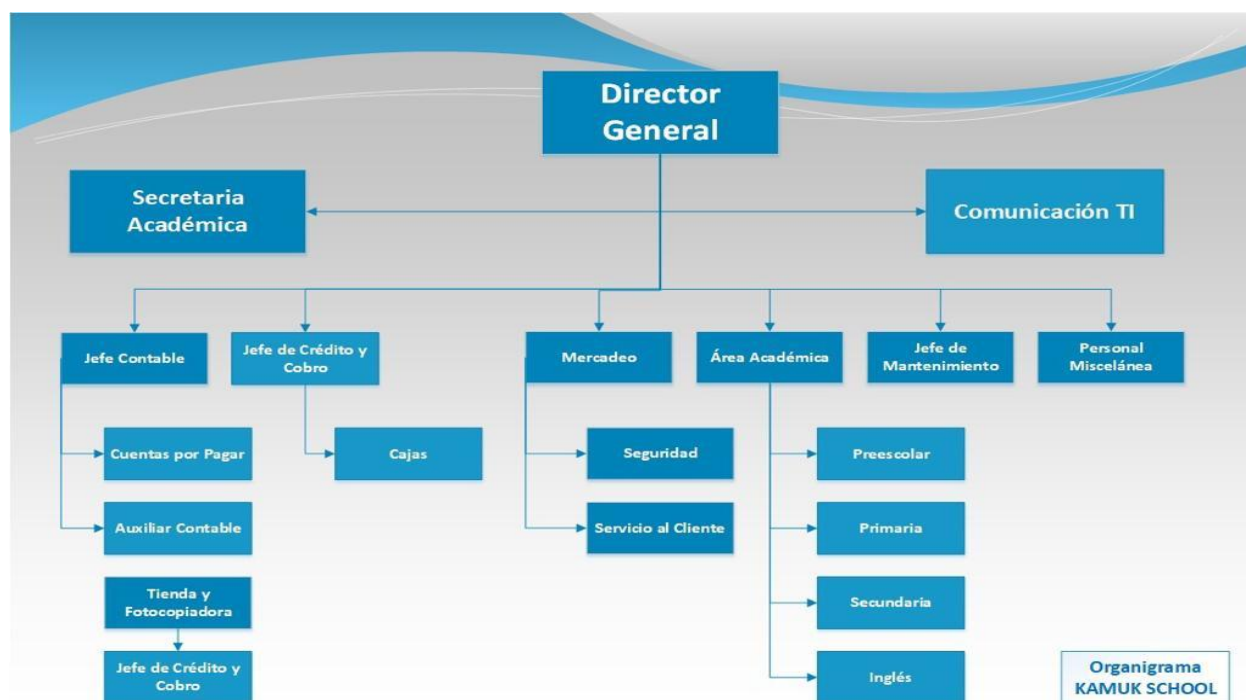 Director
General
Secretaria
Académica
Comunicación TI
Jefe Contable
Jefe de Crédito y
Cobro
Mercadeo
Área Académica
Jefe de
Mantenimiento
Personal
Miscelánea
Cuentas por Pagar
Cajas
Seguridad
Preescolar
Auxiliar Contable
Servicio al Cliente
Primaria
Tienda y
Fotocopiadora
Secundaria
Jefe de Crédito y
Cobro
Inglés
Organigrama
KAMUK SCHOOL